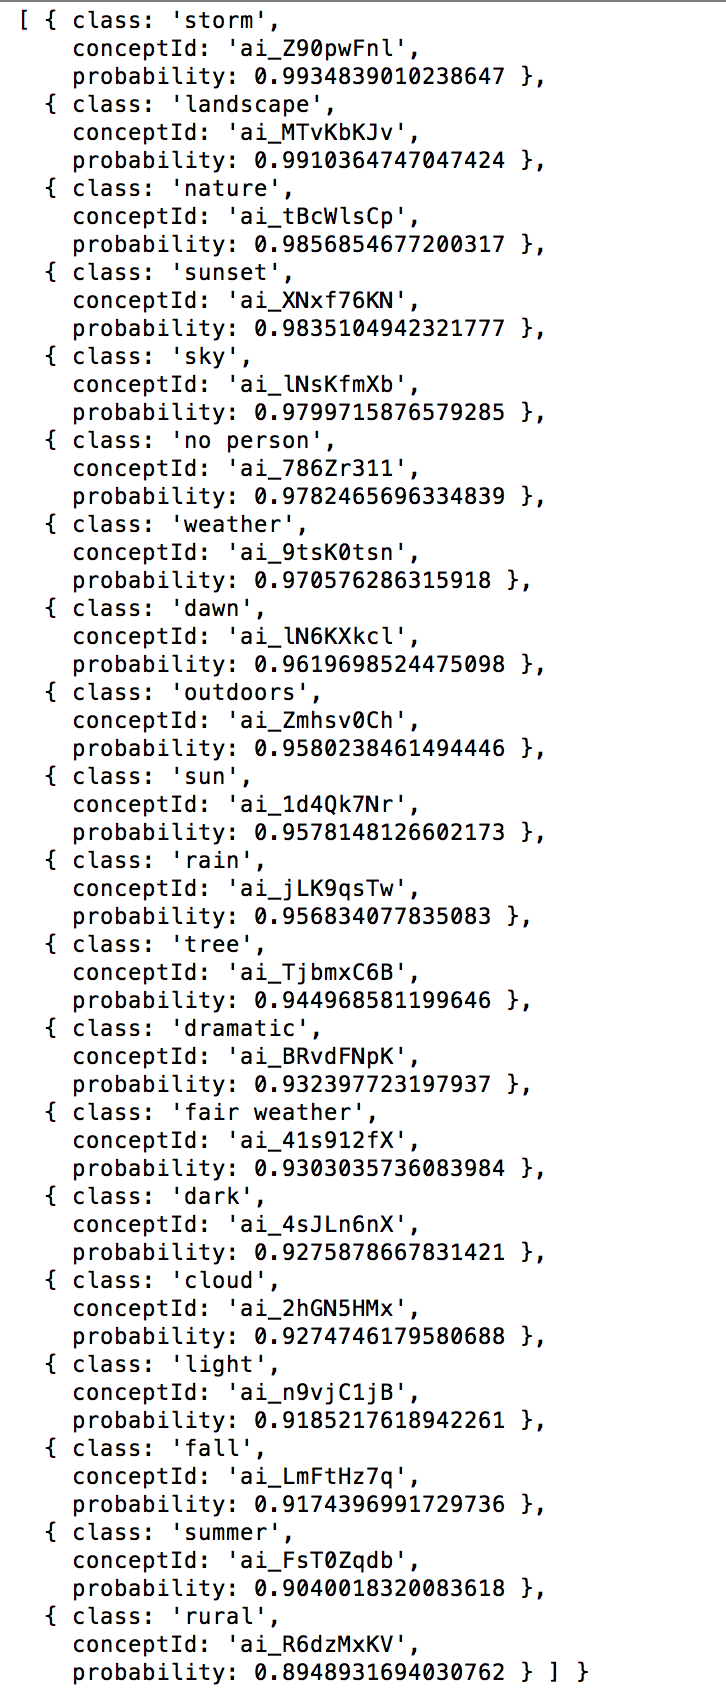 [ { class: 'storm',
conceptId: 'ai_Z90pwFnl',
probability: 0.9934839010238647 },
{ class: 'landscape',
conceptId: 'ai_MTvKbKJv',
probability: 0.9910364747047424 },
{ class: 'nature',
conceptId: 'ai_tBcWlsCp',
probability: 0.9856854677200317 },
{ class: 'sunset',
conceptId: 'ai_XNxf76KN',
probability: 0.9835104942321777 },
{ class: 'sky',
conceptId: 'ai_lNsKfmXb',
probability: 0.9799715876579285 },
{ class: 'no person',
conceptId: 'ai_786Zr311',
probability: 0.9782465696334839 },
{ class: 'weather',
conceptId: 'ai_9tsK0tsn',
probability: 0.970576286315918 },
{ class: 'dawn',
conceptId: 'ai_lN6KXkcl',
probability: 0.9619698524475098 },
{ class: 'outdoors',
conceptId: 'ai_Zmhsv0Ch',
probability: 0.9580238461494446 },
{ class: 'sun',
conceptId: 'ai_1d4Qk7Nr',
probability: 0.9578148126602173 },
{ class: 'rain',
conceptId: 'ai_jLK9qsTw',
probability: 0.956834077835083 },
{ class: 'tree',
conceptId: 'ai_TjbmxC6B',
probability: 0.944968581199646 },
{ class: 'dramatic',
conceptId: 'ai_BRvdFNpK',
probability: 0.932397723197937 },
{ class: 'fair weather',
conceptId: 'ai_41s912fX',
probability: 0.9303035736083984 },
{ class: 'dark',
conceptId: 'ai_4sJLn6nX',
probability: 0.9275878667831421 },
{ class: 'cloud',
conceptId: 'ai_2hGN5HMx',
probability: 0.9274746179580688 },
{ class: 'light',
conceptId: 'ai_n9vjC1jB',
probability: 0.9185217618942261 },
{ class: 'fall',
conceptId: 'ai_LmFtHz7q',
probability: 0.9174396991729736 },
{ class: 'summer',
conceptId: 'ai_FsT0Zqdb',
probability: 0.9040018320083618 },
{ class: 'rural',
conceptId: 'ai_R6dzMxKV',
probability: 0.8948931694030762 } ] }